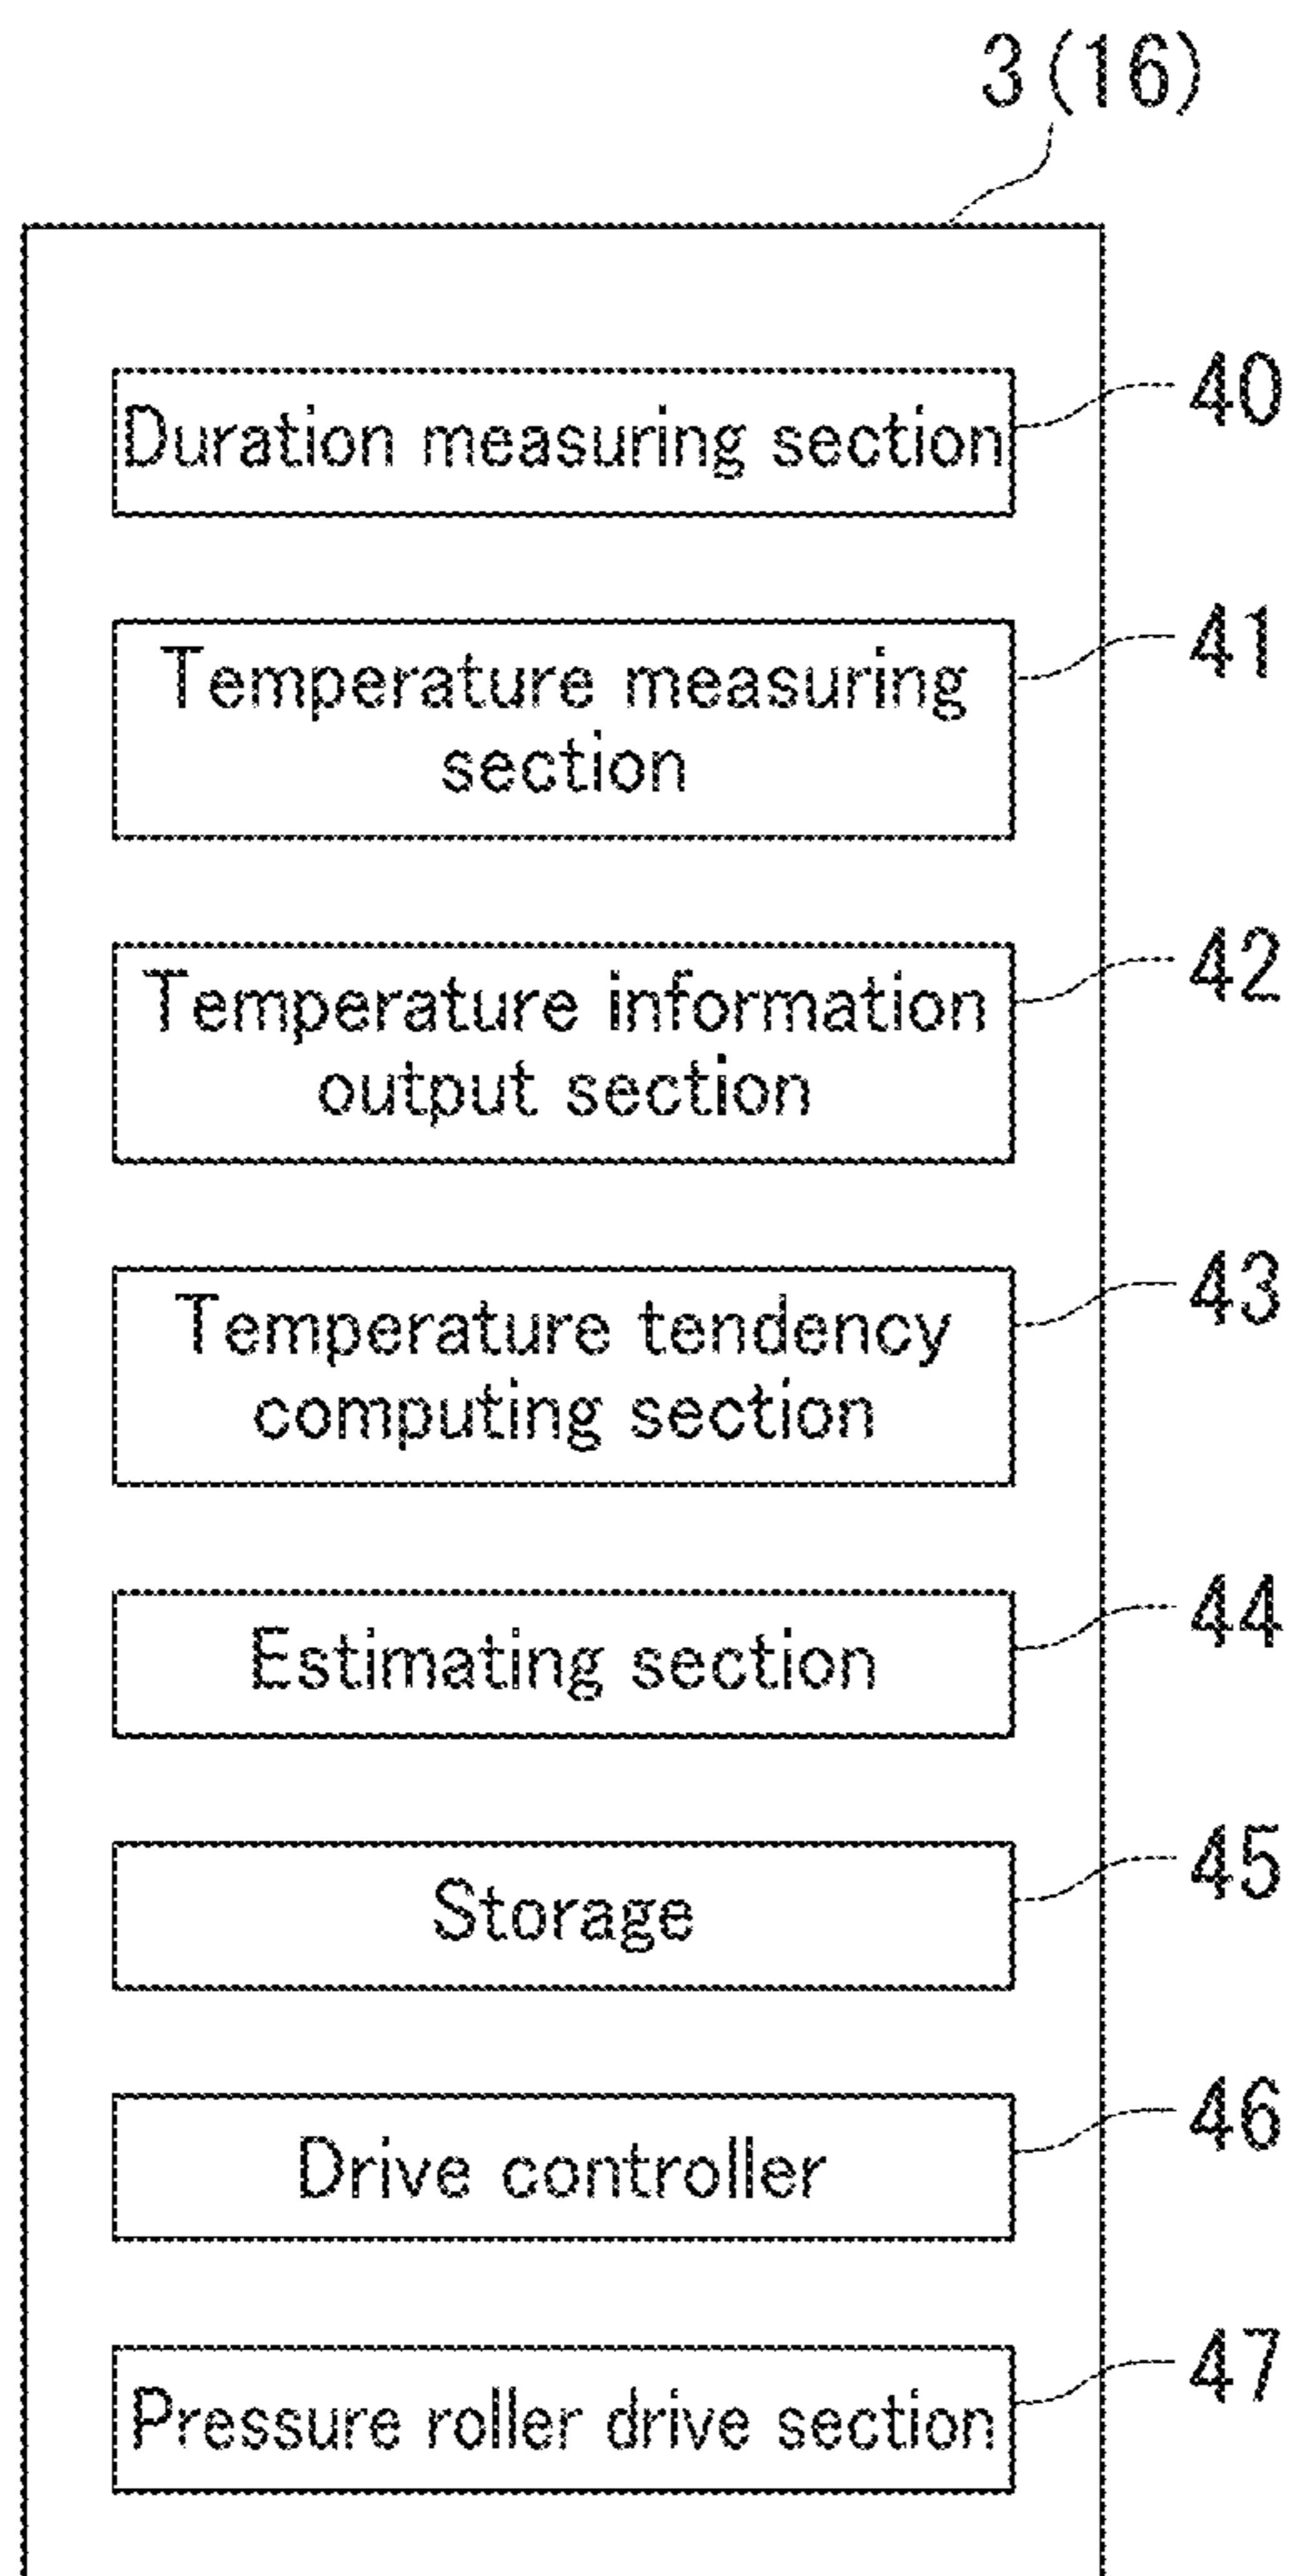 3(16)
Duration measuring section
40
Temperature measuring
section
41
Temperature information
output section
42
Temperature tendency
computing section
43
Estimating section
44
Storage
45
Drive controller
46
Pressure roller drive section
47